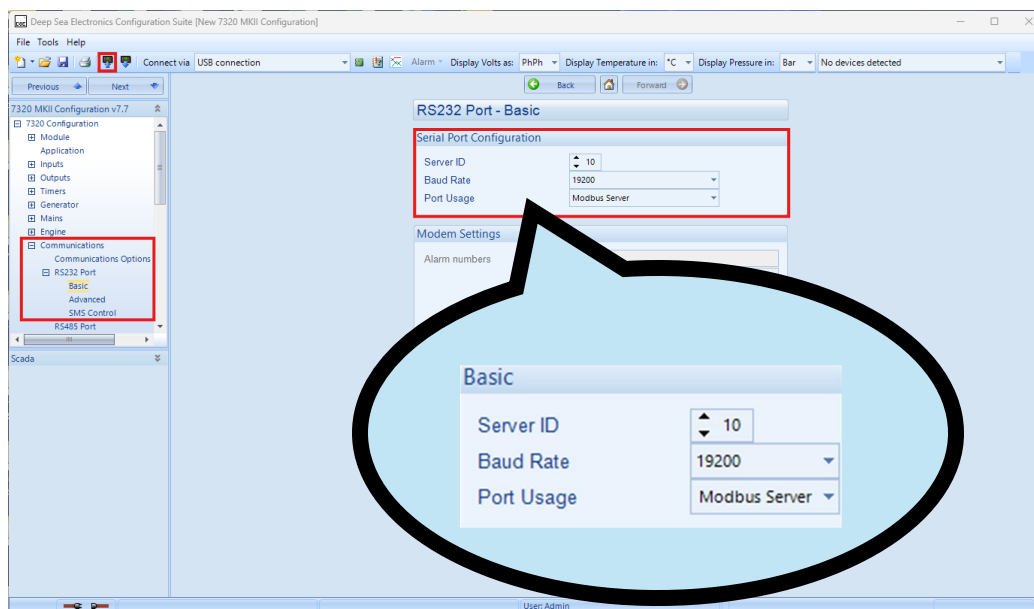 DSE Deep Sea Electronics Configuration Suite [New 7320 MKII Configuration]
File Tools Help
Connect via USB connection Alarm Display Volts as: PhPh Display Temperature in: °C Display Pressure in: Bar No devices detected
Previous Next
Back Forward
7320 MKII Configuration v7.7
7320 Configuration
Module
Application
Inputs
Outputs
Timers
Generator
Mains
Engine
Communications
Communications Options
RS232 Port
Basic
Advanced
SMS Control
RS485 Port
Scada
RS232 Port - Basic
Serial Port Configuration
Server ID 10
Baud Rate 19200
Port Usage Modbus Server
Modem Settings
Alarm numbers
Basic
Server ID 10
Baud Rate 19200
Port Usage Modbus Server
User: Admin